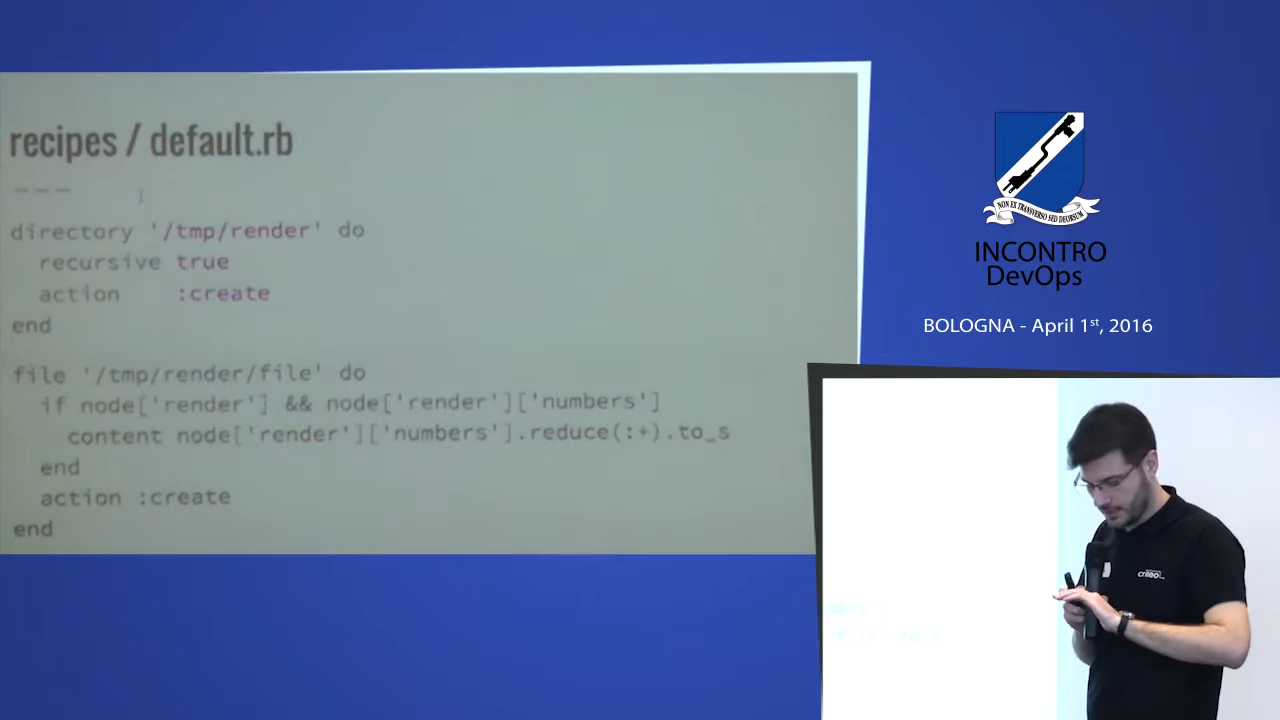 recipes / default.rb
---
directory '/tmp/render' do
  recursive true
  action    :create
end
file '/tmp/render/file' do
  if node['render'] && node['render']['numbers']
    content node['render']['numbers'].reduce(:+).to_s
  end
  action :create
end
NON EX TRANSVERSO SED DEORSUM
INCONTRO
DevOps
BOLOGNA - April 1st, 2016
criteo